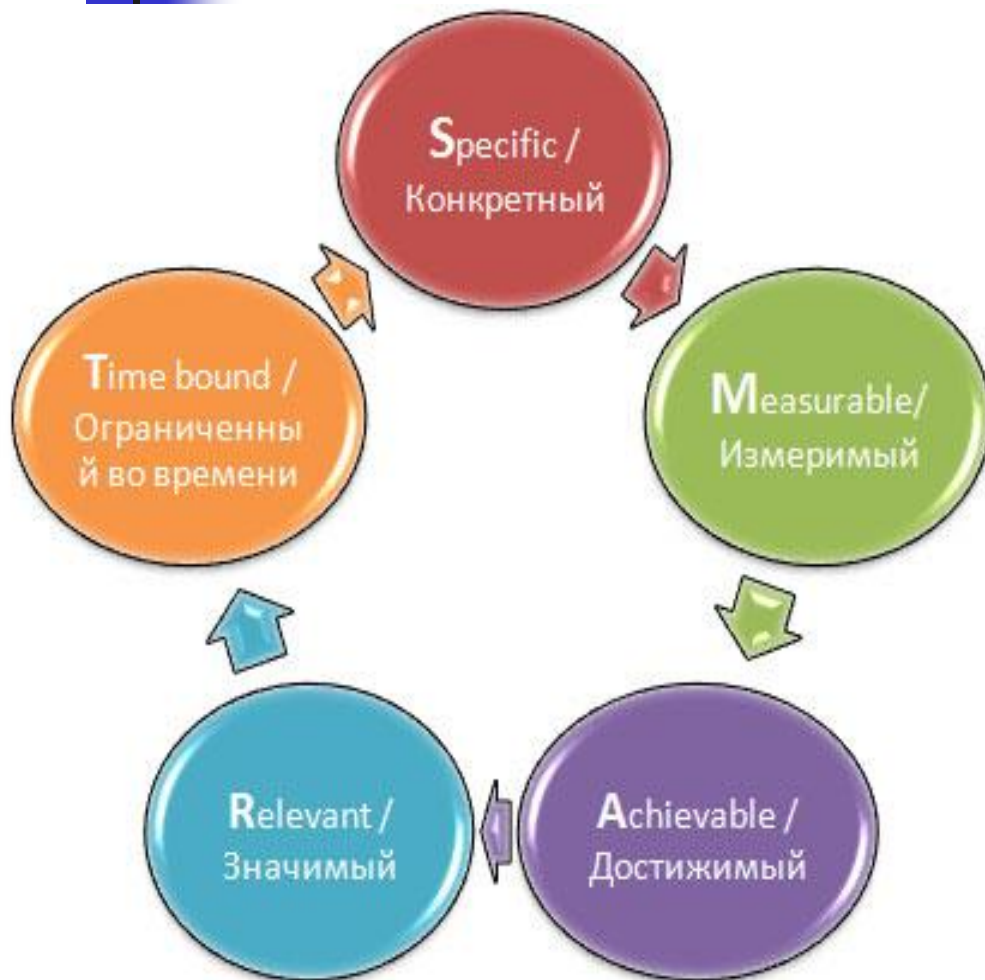 Specific /
Конкретный
Measurable/
Измеримый
Achievable /
Достижимый
Relevant /
Значимый
Time bound /
Ограниченны
й во времени